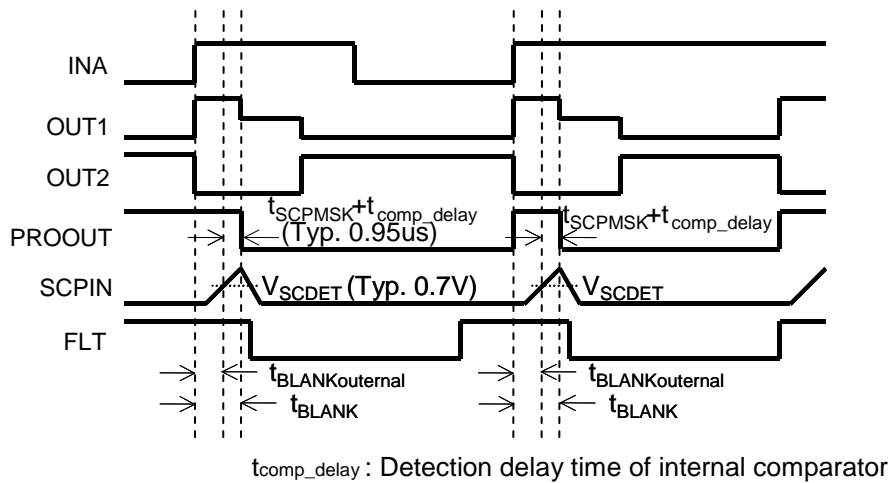 INA
OUT1
OUT2
tSCPMSK+tcomp_delay
(Typ. 0.95us)
tSCPMSK+tcomp_delay
PROOUT
SCPIN
VSCDET (Typ. 0.7V)
VSCDET
FLT
tBLANKouternal
tBLANKouternal
tBLANK
tBLANK
tcomp_delay : Detection delay time of internal comparator